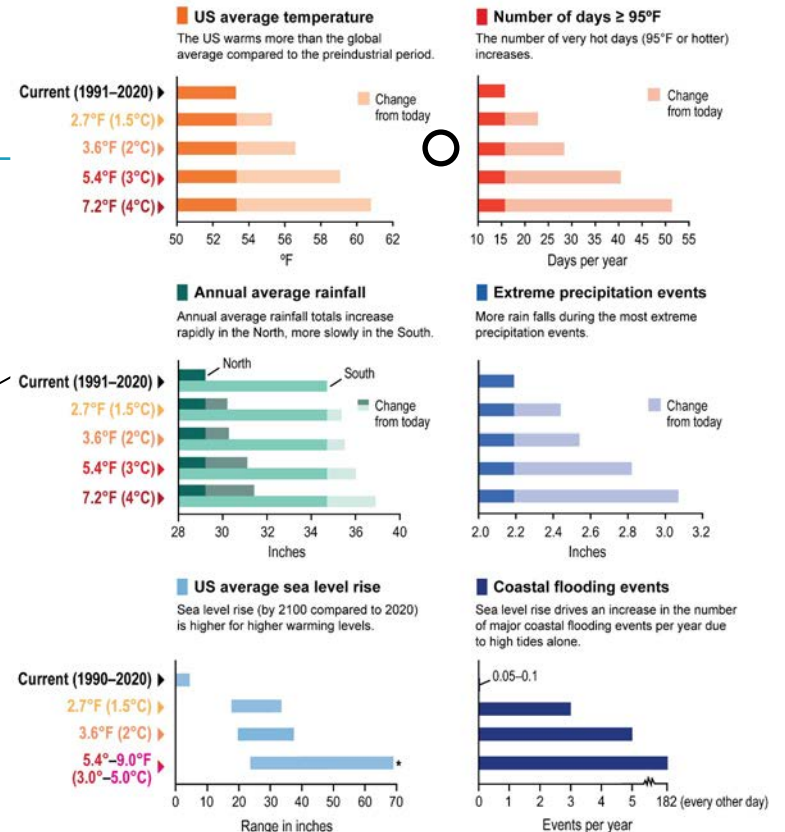 US average temperature
The US warms more than the global
average compared to the preindustrial period.
Current (1991–2020)
2.7°F (1.5°C)
3.6°F (2°C)
5.4°F (3°C)
7.2°F (4°C)
Change
from today
50 52 54 56 58 60 62
ºF
Number of days ≥ 95ºF
The number of very hot days (95°F or hotter)
increases.
Change
from today
10 15 20 25 30 35 40 45 50 55
Days per year
Annual average rainfall
Annual average rainfall totals increase
rapidly in the North, more slowly in the South.
North
South
Current (1991–2020)
2.7°F (1.5°C)
3.6°F (2°C)
5.4°F (3°C)
7.2°F (4°C)
Change
from today
28 30 32 34 36 40
Inches
Extreme precipitation events
More rain falls during the most extreme
precipitation events.
Change
from today
2.0 2.2 2.4 2.6 2.8 3.0 3.2
Inches
US average sea level rise
Sea level rise (by 2100 compared to 2020)
is higher for higher warming levels.
Current (1990–2020)
2.7°F (1.5°C)
3.6°F (2°C)
5.4°–9.0°F
(3.0°–5.0°C)
*
0 10 20 30 40 50 60 70
Range in inches
Coastal flooding events
Sea level rise drives an increase in the number
of major coastal flooding events per year due
to high tides alone.
0.05–0.1
0 1 2 3 4 5 182 (every other day)
Events per year